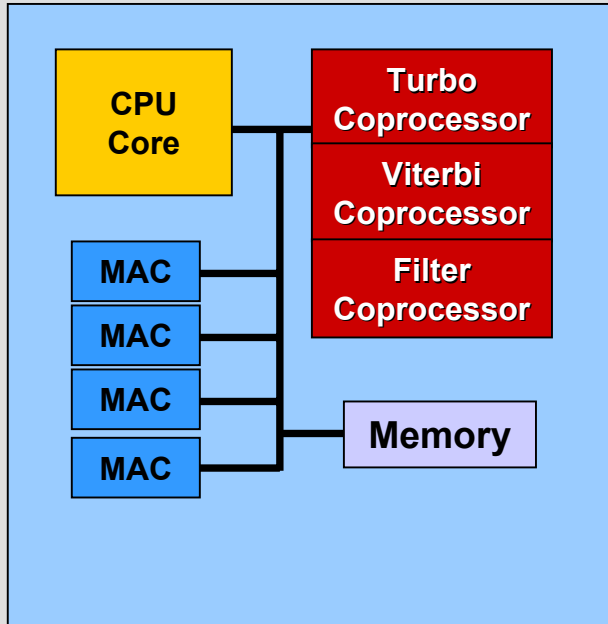 CPU
Core
Turbo
Coprocessor
Viterbi
Coprocessor
Filter
Coprocessor
MAC
MAC
MAC
MAC
Memory